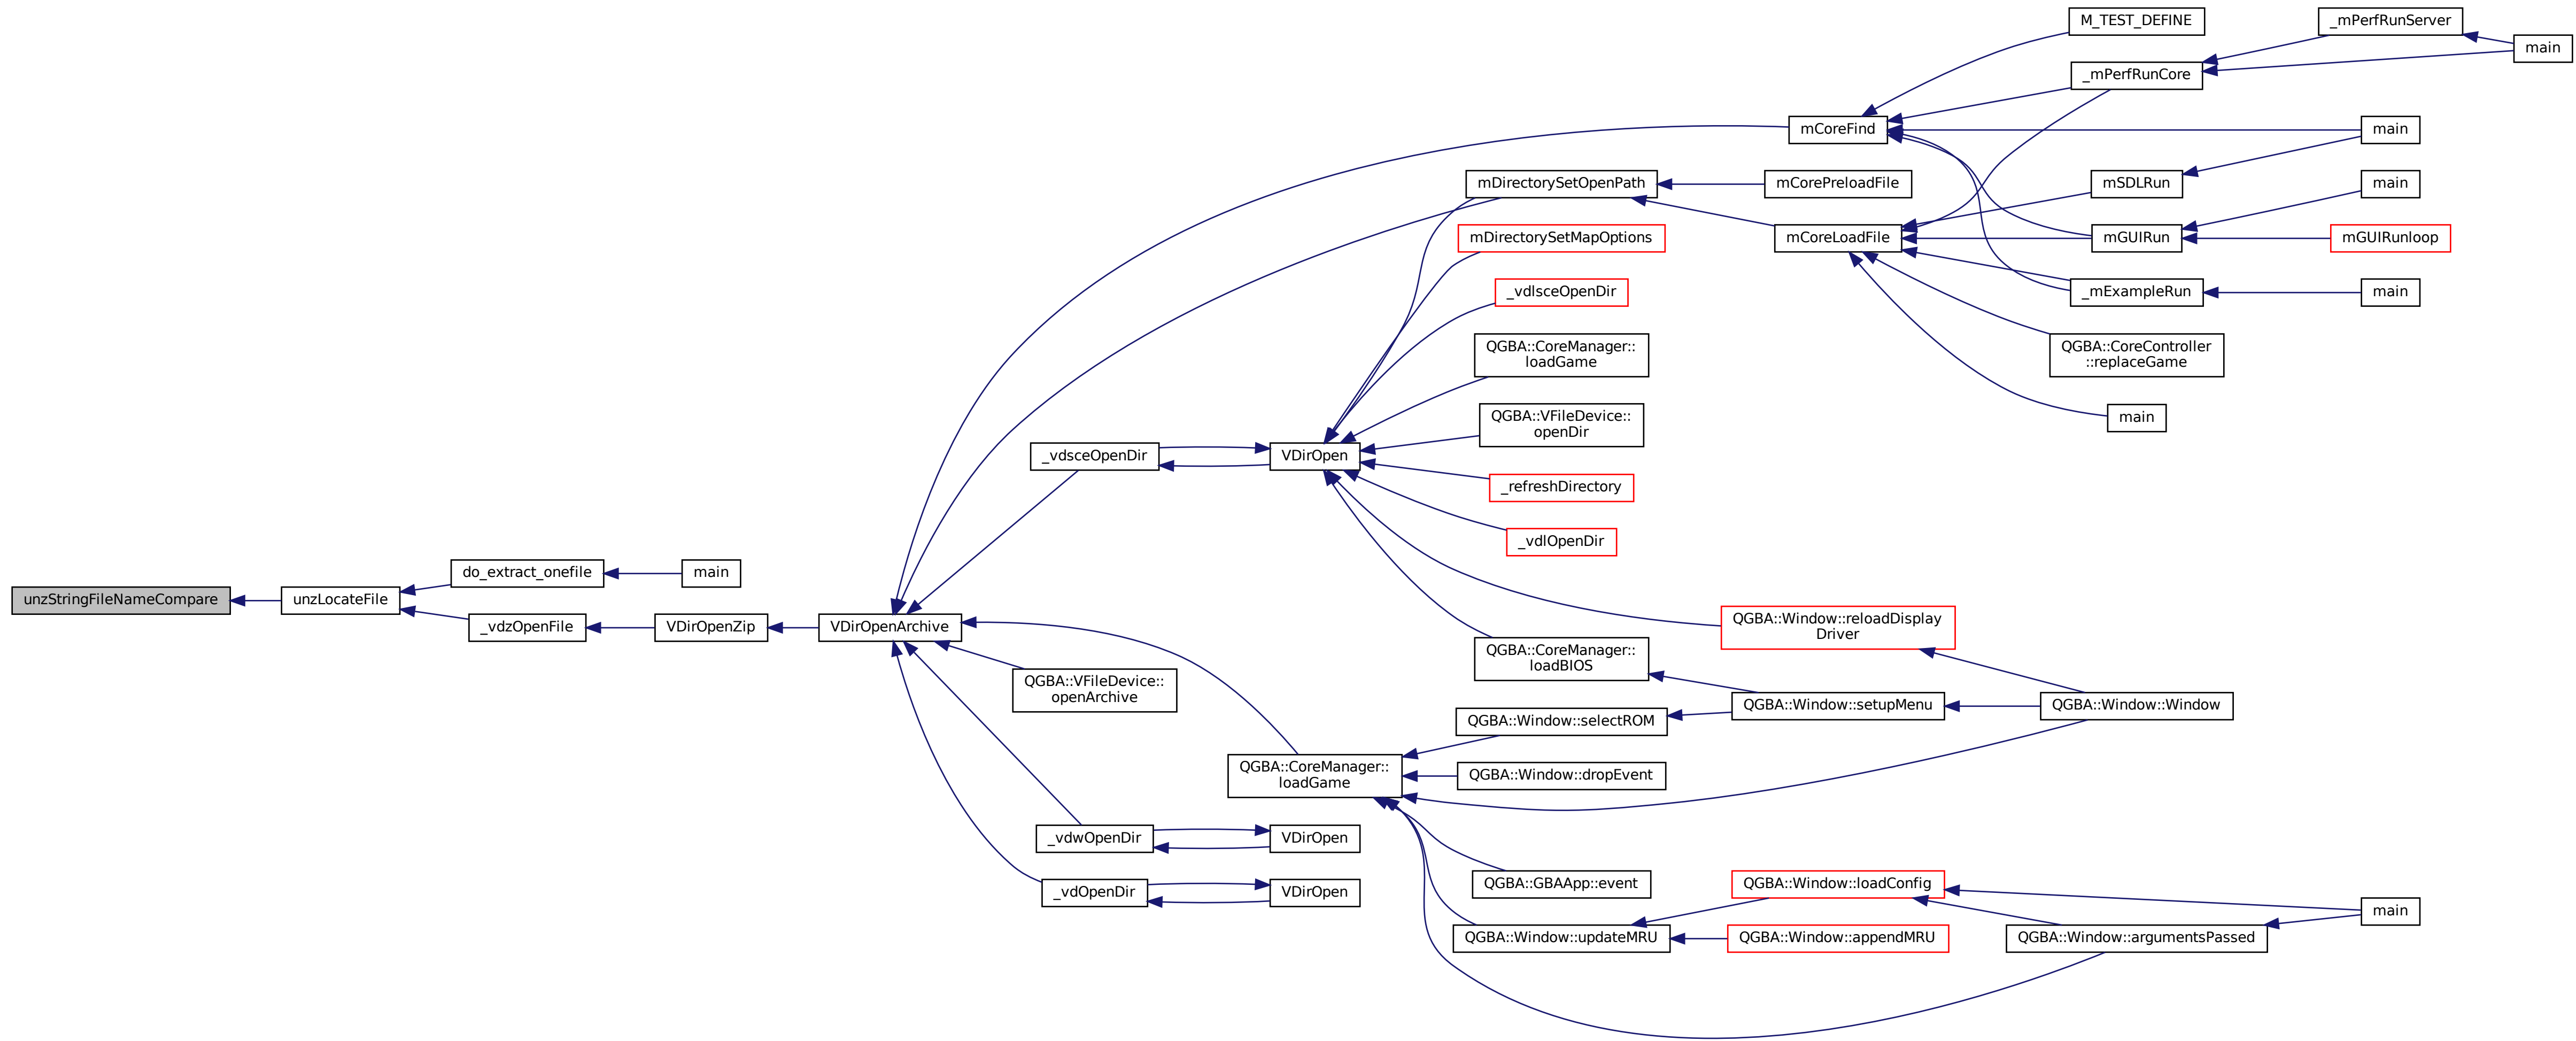 M_TEST_DEFINE
_mPerfRunServer
main
_mPerfRunCore
mCoreFind
main
mDirectorySetOpenPath
mCorePreloadFile
mSDLRun
main
mDirectorySetMapOptions
mCoreLoadFile
mGUIRun
mGUIRunloop
_vdlsceOpenDir
_mExampleRun
main
QGBA::CoreManager::
loadGame
QGBA::CoreController
::replaceGame
QGBA::VFileDevice::
openDir
main
_vdsceOpenDir
VDirOpen
_refreshDirectory
_vdlOpenDir
do_extract_onefile
main
unzStringFileNameCompare
unzLocateFile
_vdzOpenFile
VDirOpenZip
VDirOpenArchive
QGBA::Window::reloadDisplay
Driver
QGBA::CoreManager::
loadBIOS
QGBA::VFileDevice::
openArchive
QGBA::Window::selectROM
QGBA::Window::setupMenu
QGBA::Window::Window
QGBA::CoreManager::
loadGame
QGBA::Window::dropEvent
_vdwOpenDir
VDirOpen
_vdOpenDir
VDirOpen
QGBA::GBAApp::event
QGBA::Window::loadConfig
main
QGBA::Window::updateMRU
QGBA::Window::appendMRU
QGBA::Window::argumentsPassed